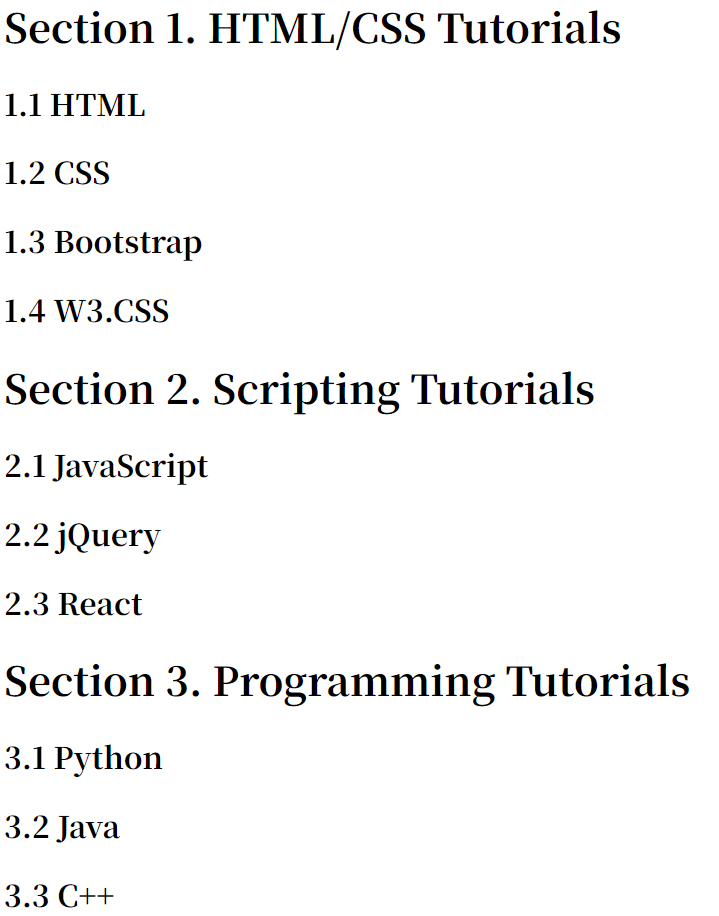 Section 1. HTML/CSS Tutorials
1.1 HTML
1.2 CSS
1.3 Bootstrap
1.4 W3.CSS
Section 2. Scripting Tutorials
2.1 JavaScript
2.2 jQuery
2.3 React
Section 3. Programming Tutorials
3.1 Python
3.2 Java
3.3 C++